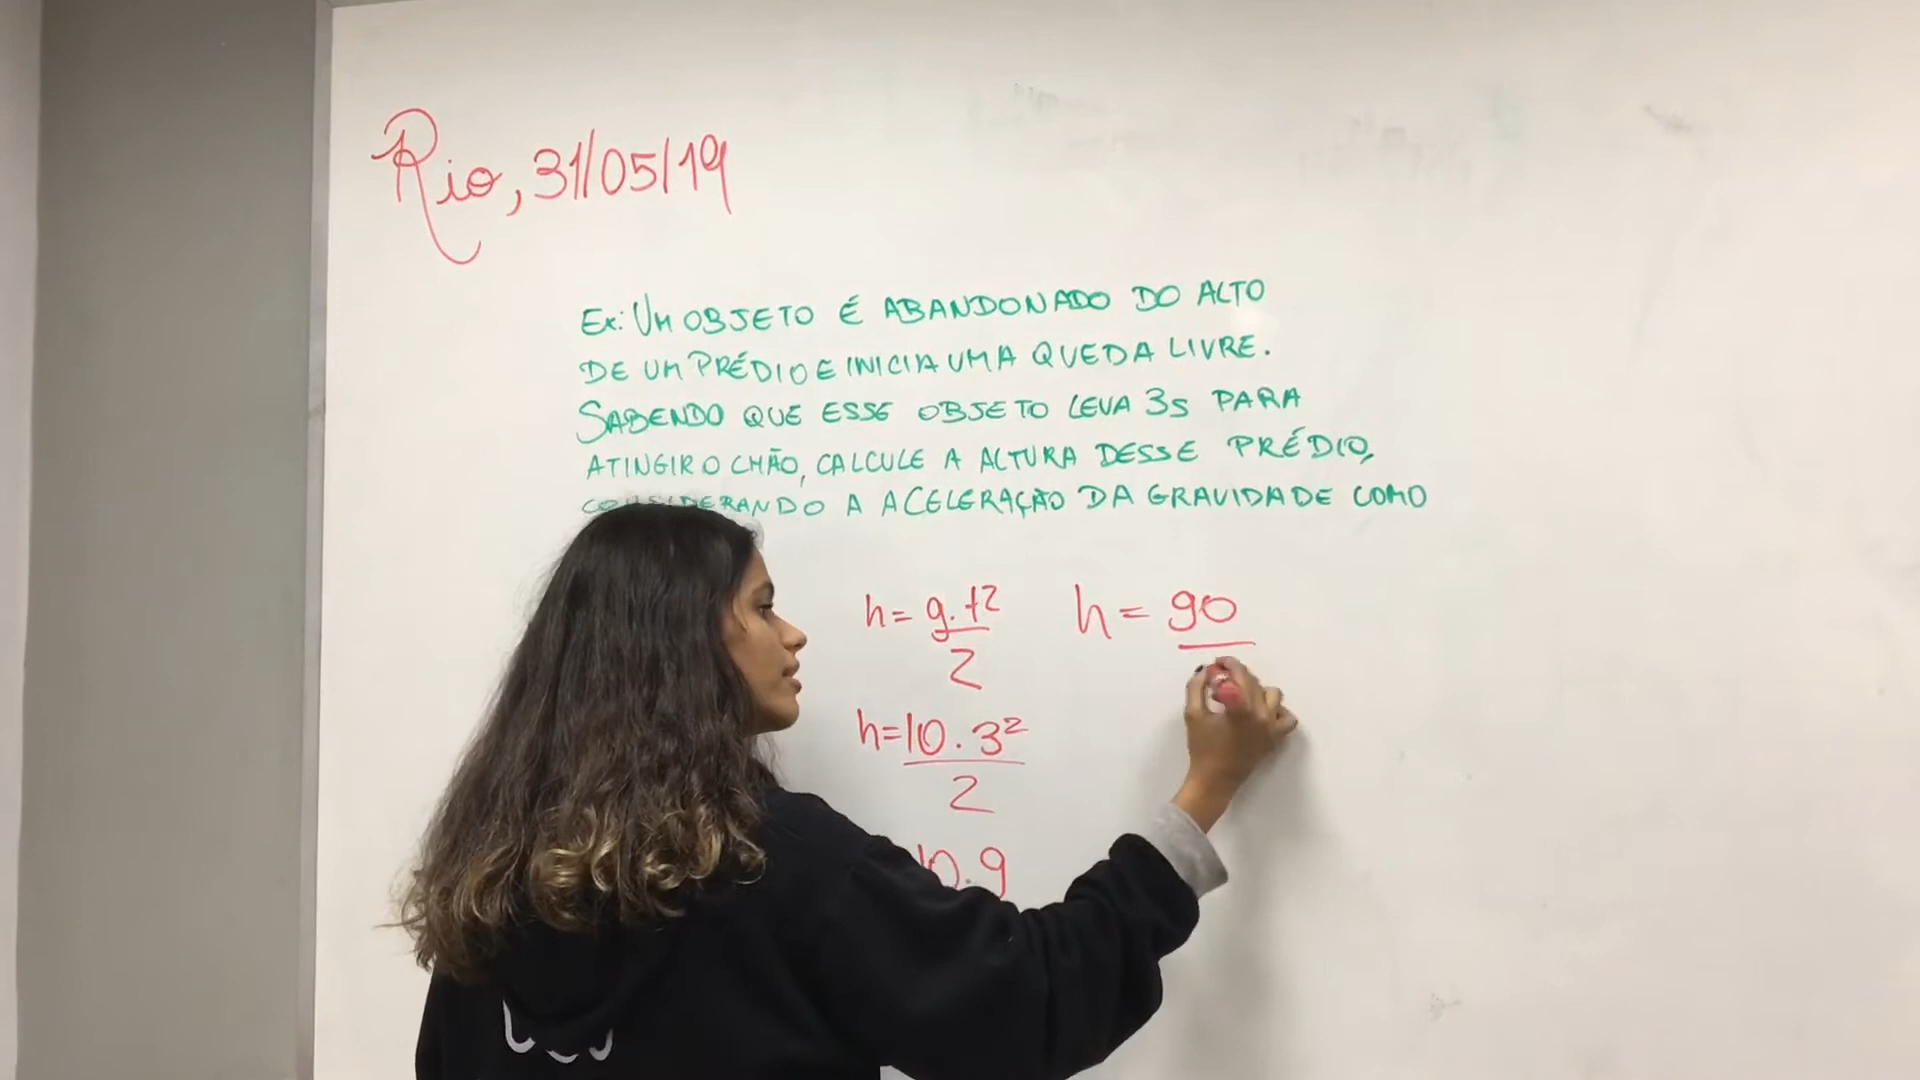 Rio, 31/05/19
Ex: UM OBJETO É ABANDONADO DO ALTO
DE UM PRÉDIO E INICIA UMA QUEDA LIVRE.
SABENDO QUE ESSE OBJETO LEVA 3s PARA
ATINGIR O CHÃO, CALCULE A ALTURA DESSE PRÉDIO,
CONSIDERANDO A ACELERAÇÃO DA GRAVIDADE COMO
h = g.t²
2
h = 10 . 3²
2
10.9
h = 90